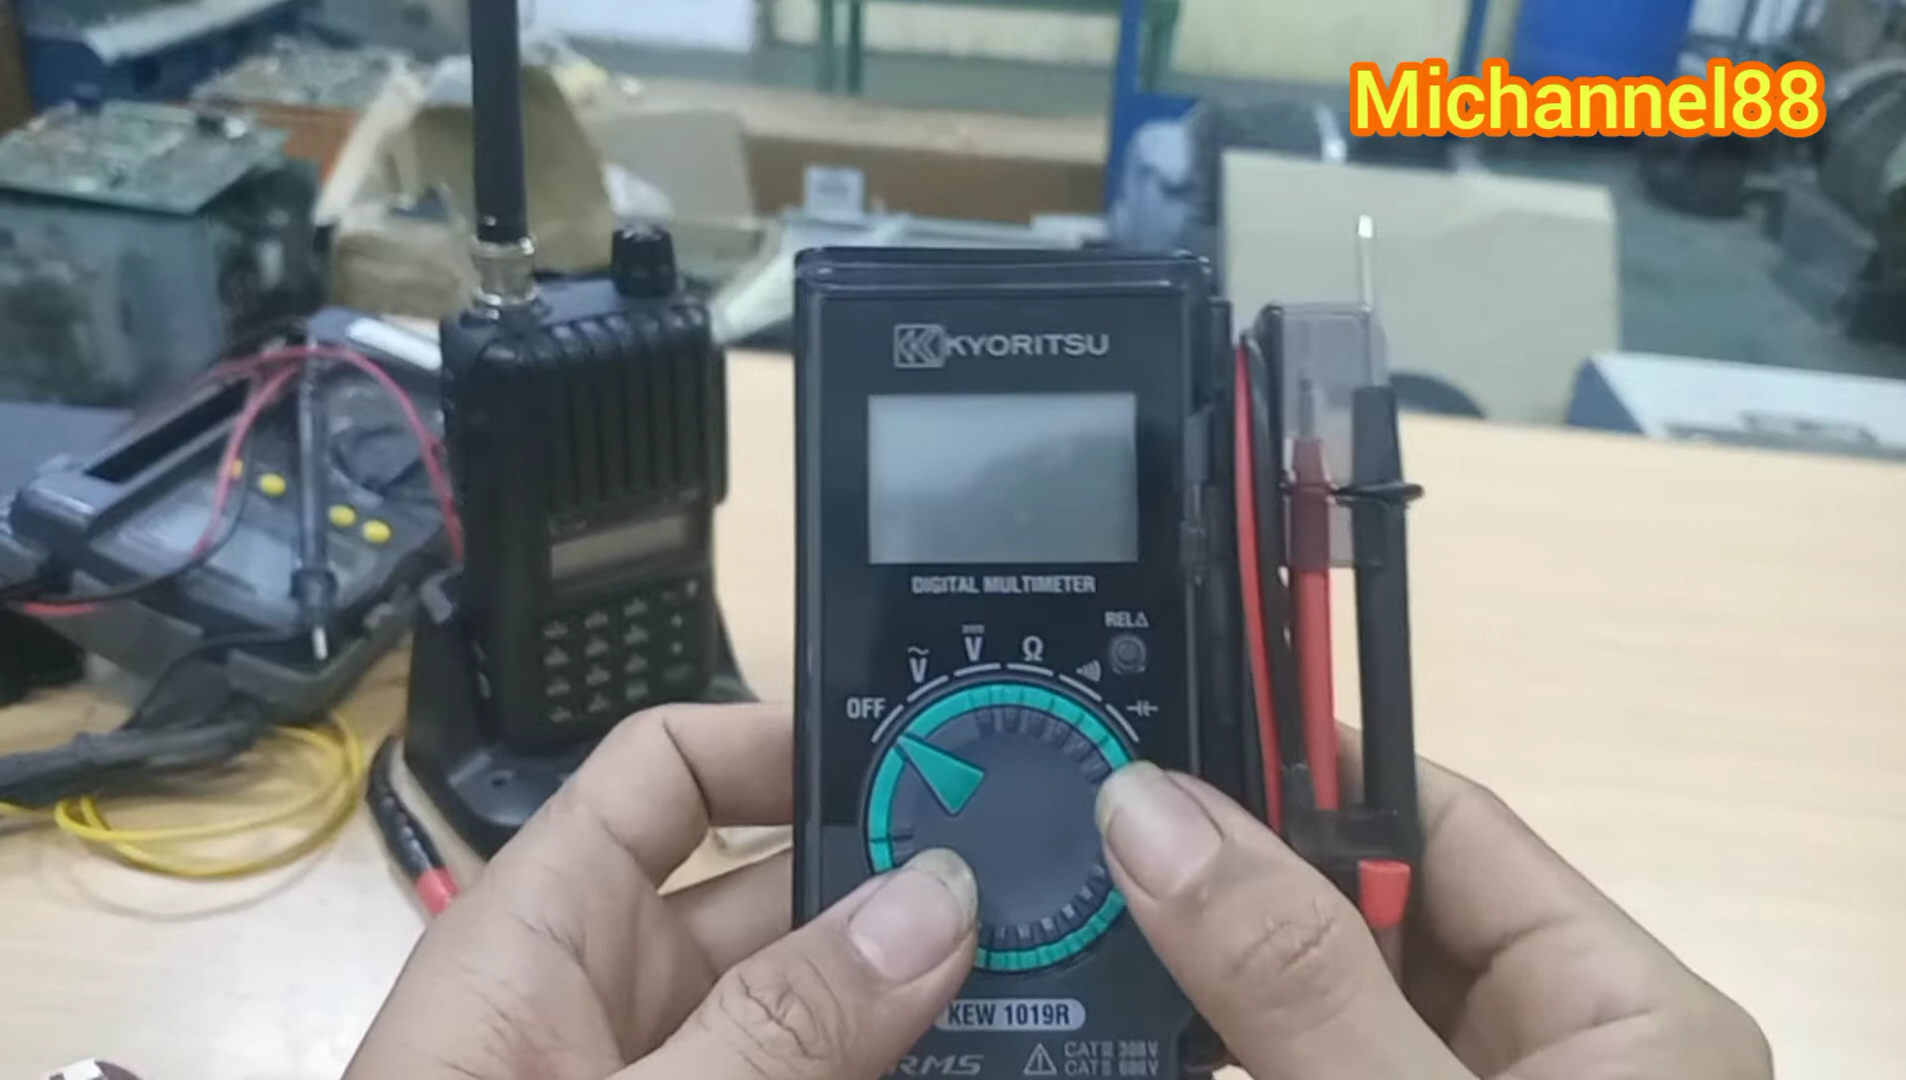 Michannel88
KYORITSU
DIGITAL MULTIMETER
RELΔ
OFF
V
V
Ω
KEW 1019R
RMS
CAT III 300V
CAT II 600V